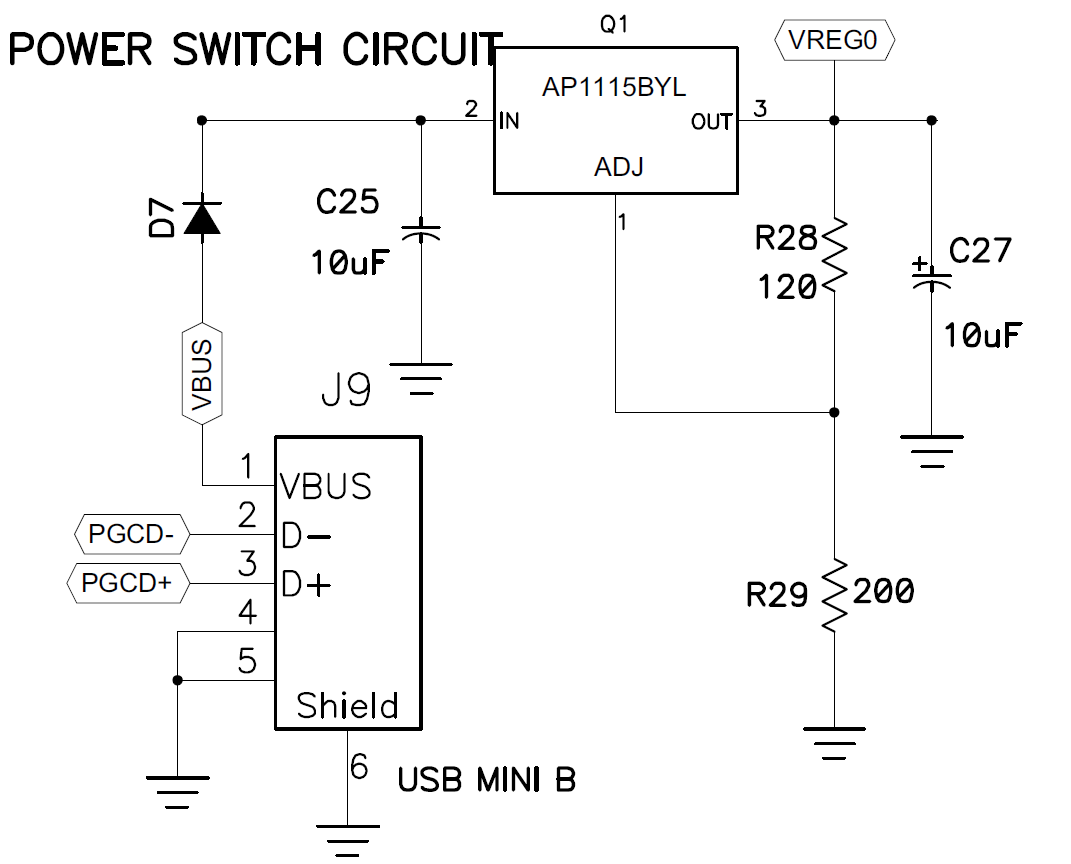 POWER SWITCH CIRCUIT
Q1
VREG0
AP1115BYL
2
IN
OUT
3
ADJ
1
D7
C25
10uF
R28
120
+
C27
10uF
VBUS
J9
1
VBUS
PGCD-
2
D-
PGCD+
3
D+
4
5
Shield
6
USB MINI B
R29
200